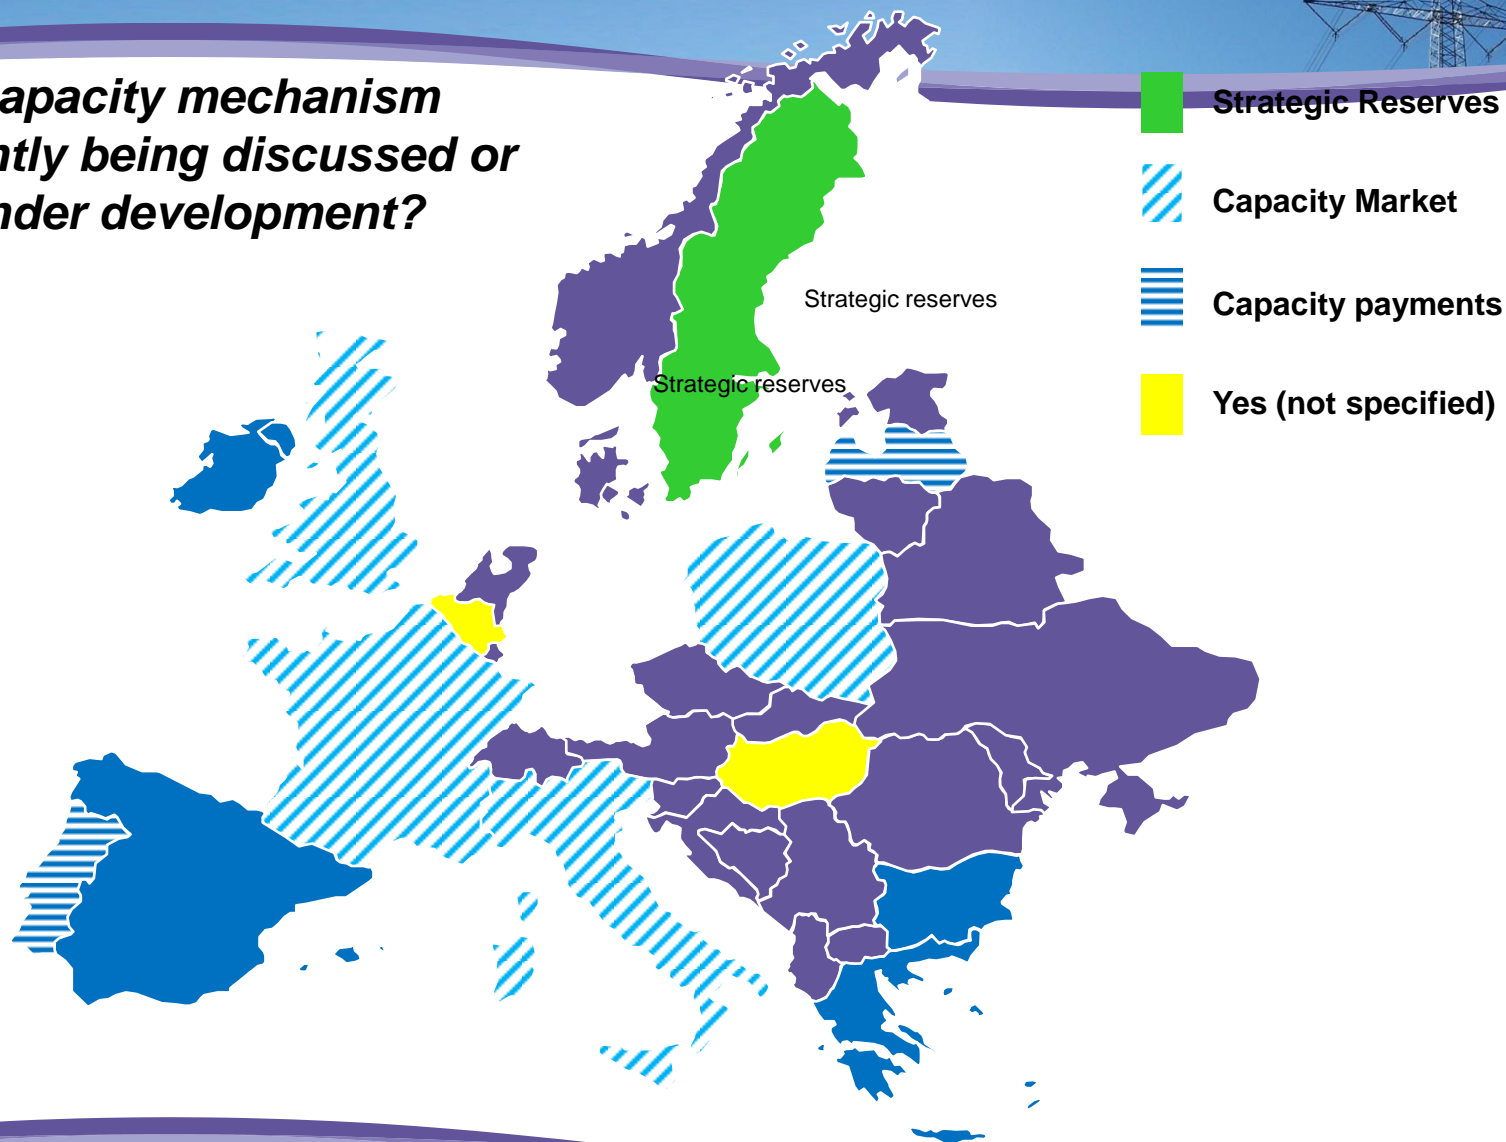 apacity mechanism
ntly being discussed or
nder development?
Strategic Reserves
Capacity Market
Capacity payments
Yes (not specified)
Strategic reserves
Strategic reserves